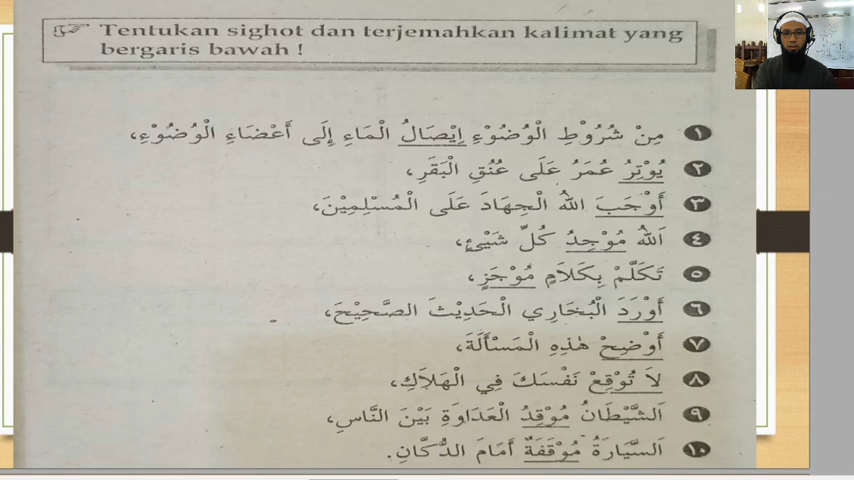 Tentukan sighot dan terjemahkan kalimat yang
bergaris bawah !
١ مِنْ شُرُوْطِ الْوُضُوْءِ إِيْصَالُ الْمَاءِ إِلَى أَعْضَاءِ الْوُضُوْءِ،
٢ يُوْتِرُ عُمَرُ عَلَى عُنُقِ الْبَقَرِ،
٣ أَوْجَبَ اللهُ الْجِهَادَ عَلَى الْمُسْلِمِيْنَ،
٤ اَللهُ مُوْجِدُ كُلِّ شَيْئٍ،
٥ تَكَلَّمْ بِكَلَامٍ مُوْجَزٍ،
٦ أَوْرَدَ الْبُخَارِي الْحَدِيْثَ الصَّحِيْحَ،
٧ أَوْضِحْ هٰذِهِ الْمَسْأَلَةَ،
٨ لاَ تُوْقِعْ نَفْسَكَ فِي الْهَلاَكِ،
٩ اَلشَّيْطَانُ مُوْقِدُ الْعَدَاوَةِ بَيْنَ النَّاسِ،
١٠ اَلسَّيَارَةُ مُوْقَفَةٌ أَمَامَ الدُّكَّانِ.